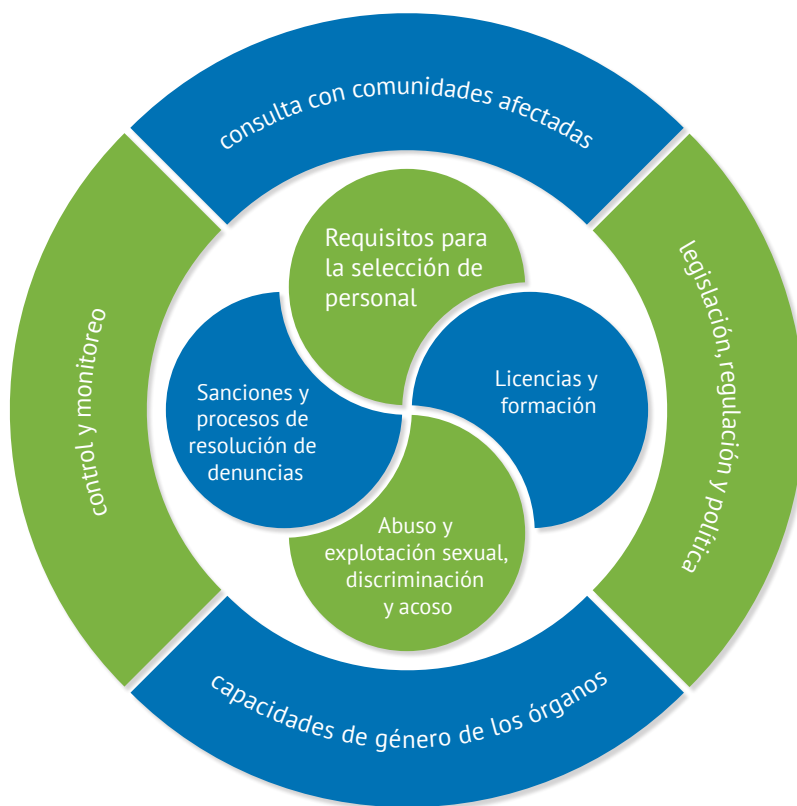 consulta con comunidades afectadas
Requisitos para
la selección de
personal
Licencias y
formación
Sanciones y
procesos de
resolución de
denuncias
Abuso y
explotación sexual,
discriminación
y acoso
legislación, regulación y política
capacidades de género de los órganos
control y monitoreo